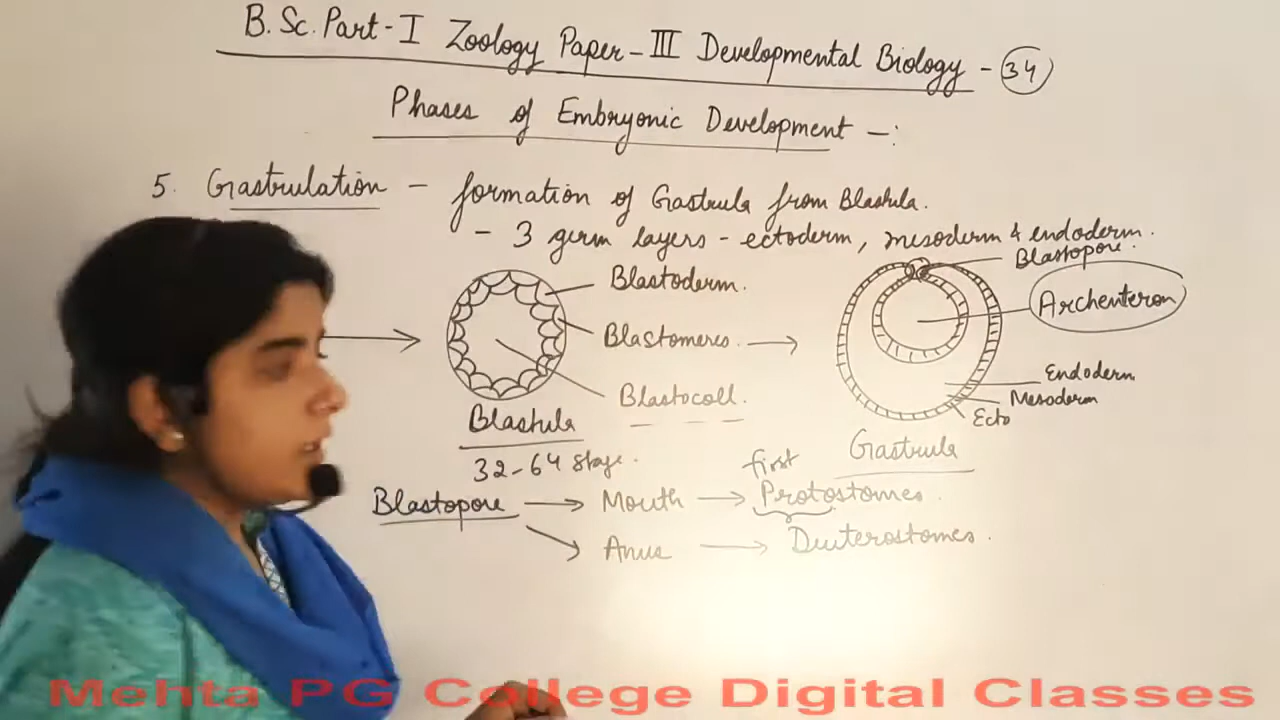 B.Sc. Part-I Zoology Paper-III Developmental Biology - 34
Phases of Embryonic Development -:
5. Gastrulation - formation of Gastrula from Blastula.
- 3 germ layers - ectoderm, mesoderm & endoderm.
Blastopore.
Blastoderm.
Archenteron
Blastomeres
Endoderm
Blastocoll.
Mesoderm
Ecto
Blastula
Gastrula
32-64 stage.
first
Blastopore → Mouth → Protostomes.
→ Anus → Deuterostomes.
Mehta PG College Digital Classes